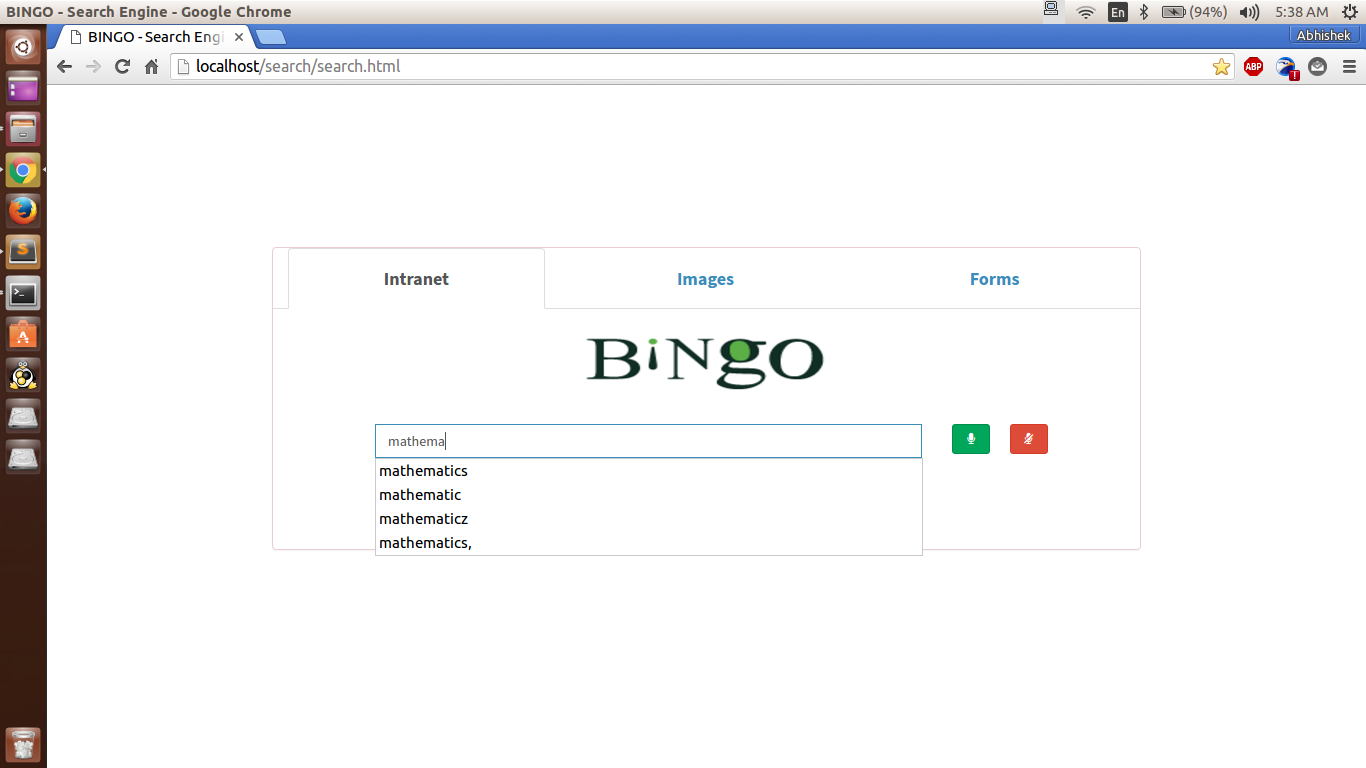 BINGO - Search Engine - Google Chrome
En
(94%)
5:38 AM
BINGO - Search Engi
Abhishek
localhost/search/search.html
ABP
Intranet
Images
Forms
BiNgO
mathema
mathematics
mathematic
mathematicz
mathematics,